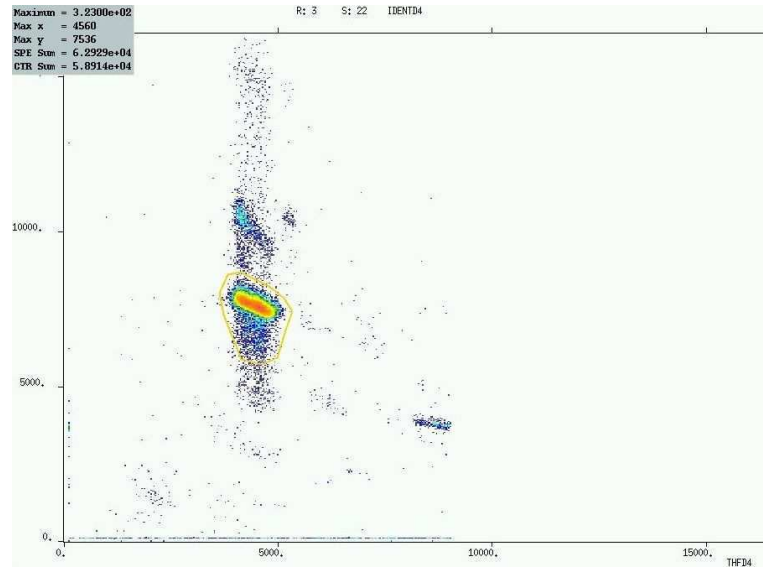 Maximum = 3.2300e+02
Max x = 4560
Max y = 7536
SPE Sum = 6.2929e+04
CTR Sum = 5.8914e+04
R: 3 S: 22 IDENTD4
10000.
5000.
0.
0. 5000. 10000. 15000.
THFD4